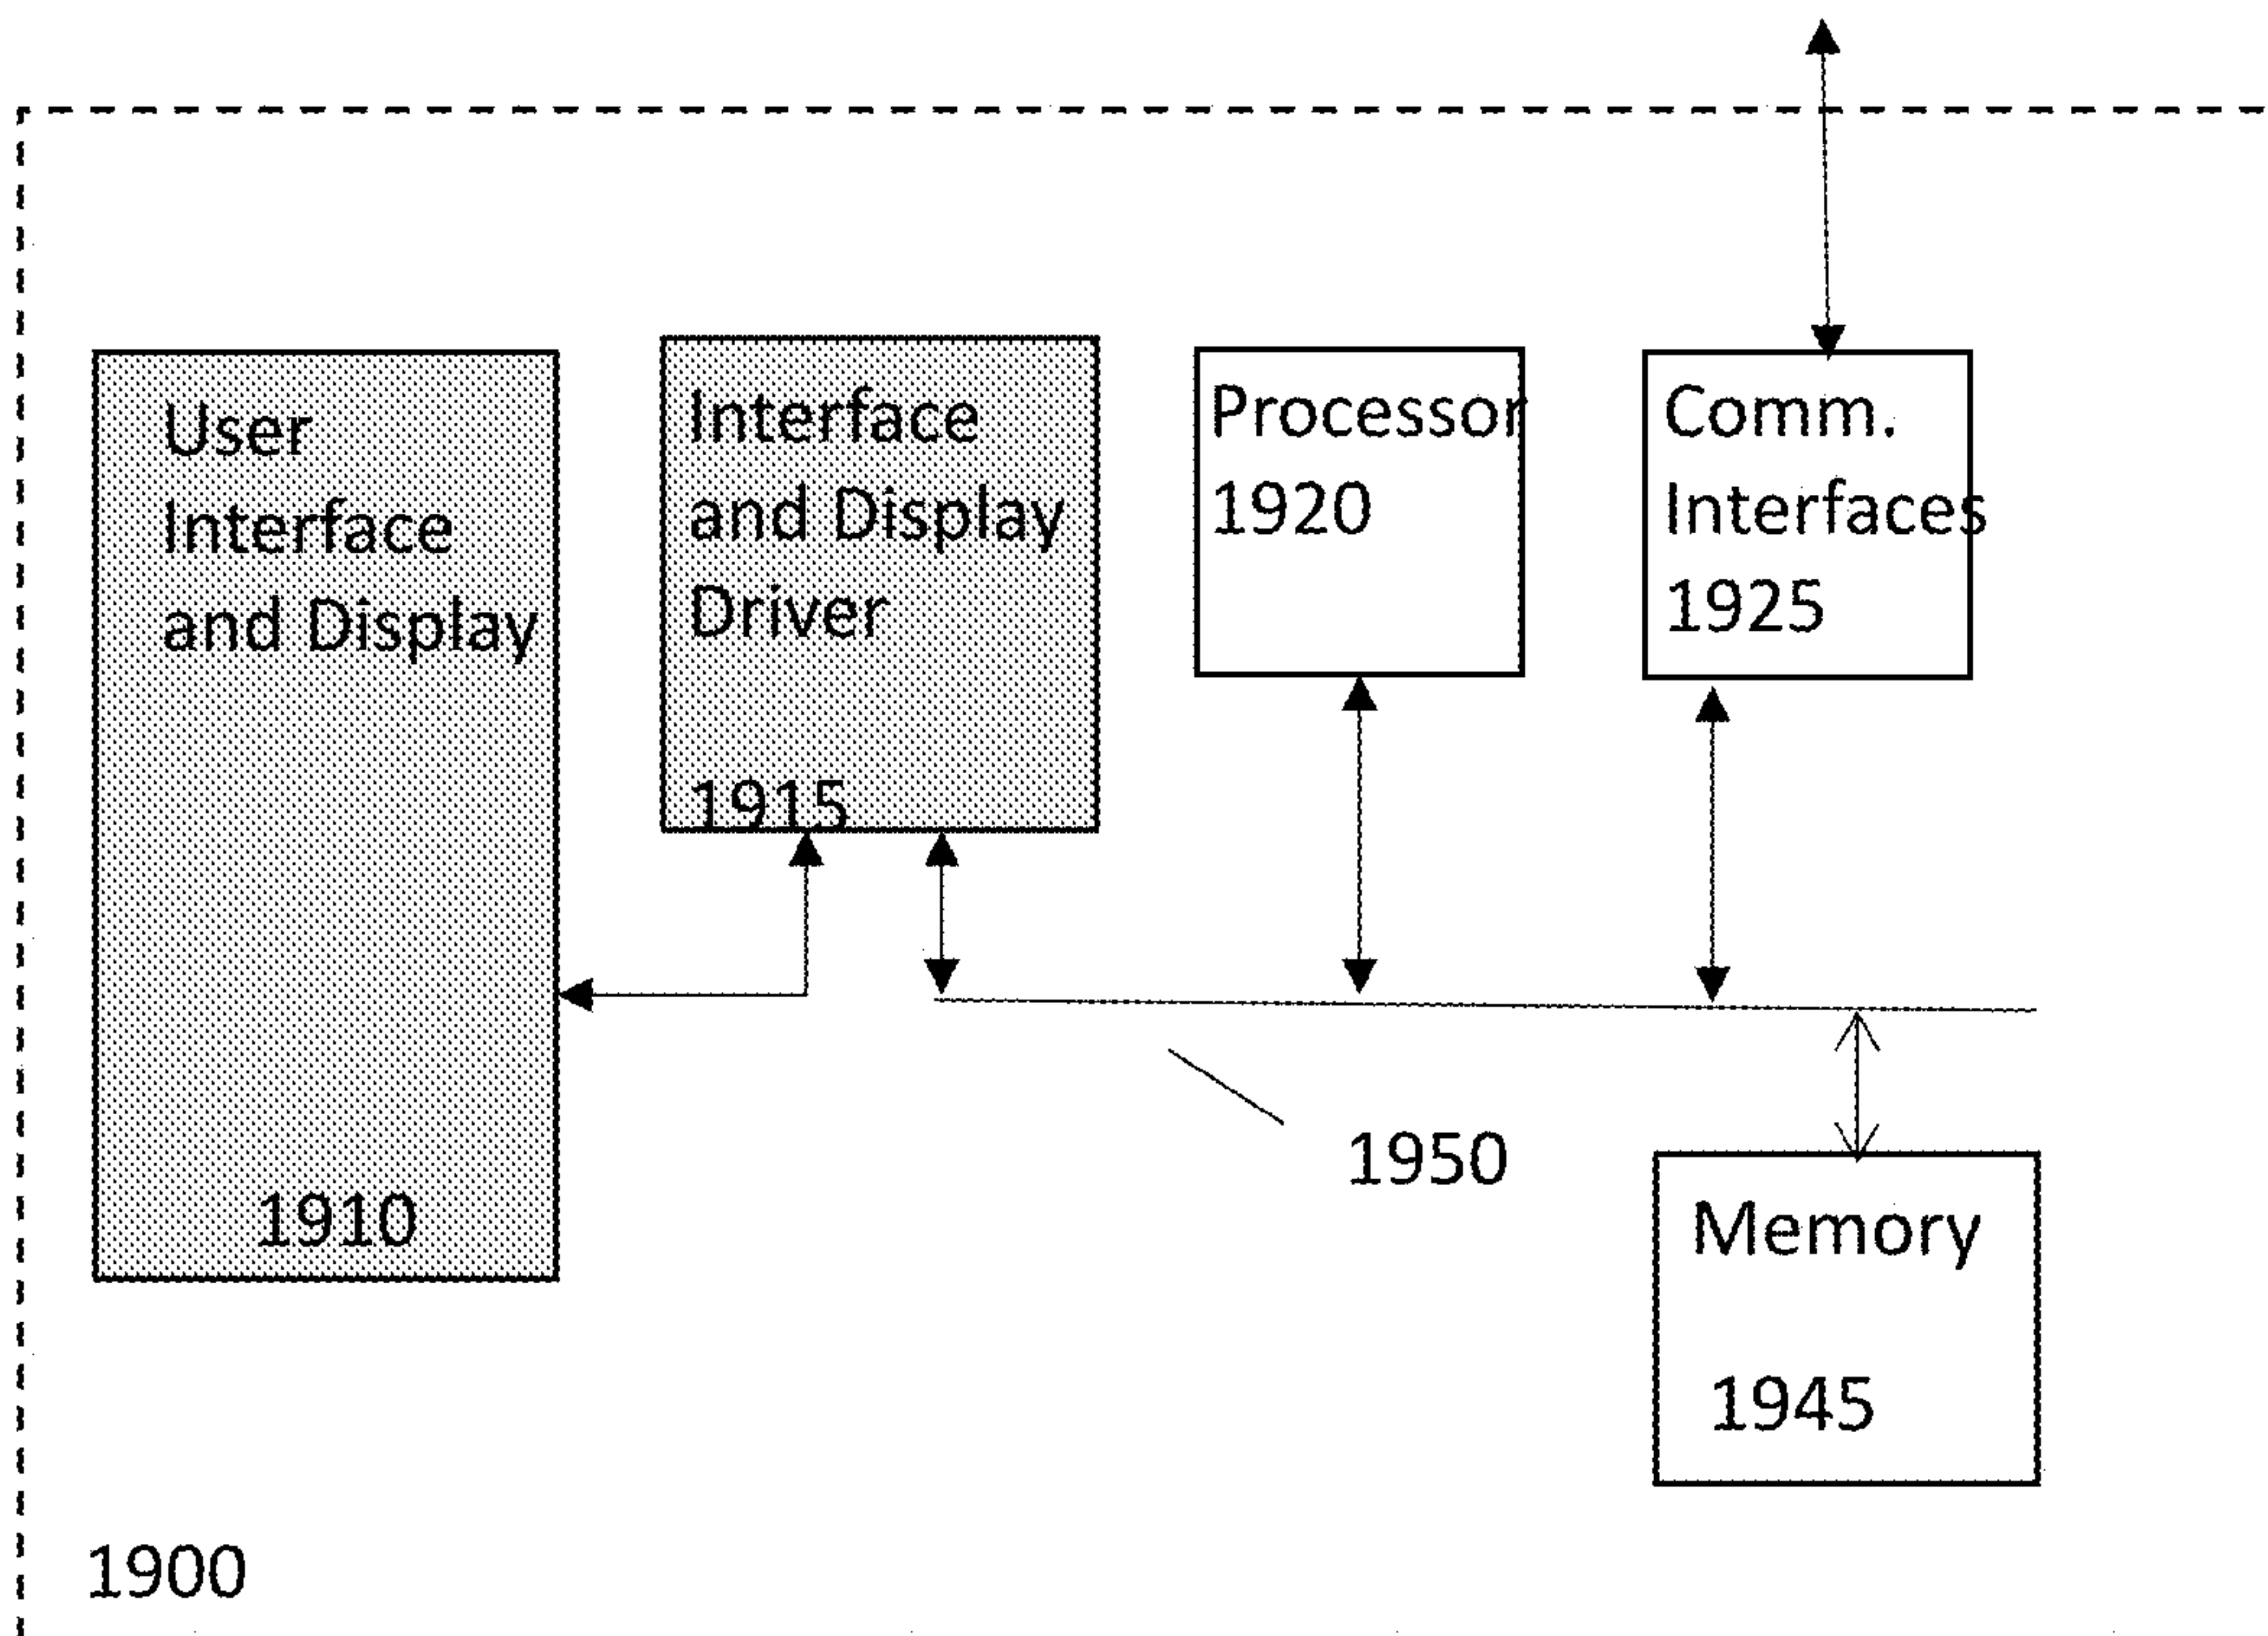 User
Interface
and Display
1910
Interface
and Display
Driver
1915
Processor
1920
Comm.
Interfaces
1925
1950
Memory
1945
1900